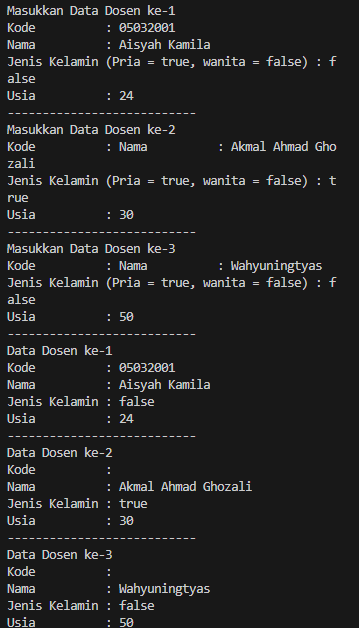 Masukkan Data Dosen ke-1
Kode          : 05032001
Nama          : Aisyah Kamila
Jenis Kelamin (Pria = true, wanita = false) : f
alse
Usia          : 24
---------------------------
Masukkan Data Dosen ke-2
Kode          : Nama          : Akmal Ahmad Gho
zali
Jenis Kelamin (Pria = true, wanita = false) : t
rue
Usia          : 30
---------------------------
Masukkan Data Dosen ke-3
Kode          : Nama          : Wahyuningtyas
Jenis Kelamin (Pria = true, wanita = false) : f
alse
Usia          : 50
---------------------------
Data Dosen ke-1
Kode          : 05032001
Nama          : Aisyah Kamila
Jenis Kelamin : false
Usia          : 24
---------------------------
Data Dosen ke-2
Kode          :
Nama          : Akmal Ahmad Ghozali
Jenis Kelamin : true
Usia          : 30
---------------------------
Data Dosen ke-3
Kode          :
Nama          : Wahyuningtyas
Jenis Kelamin : false
Usia          : 50